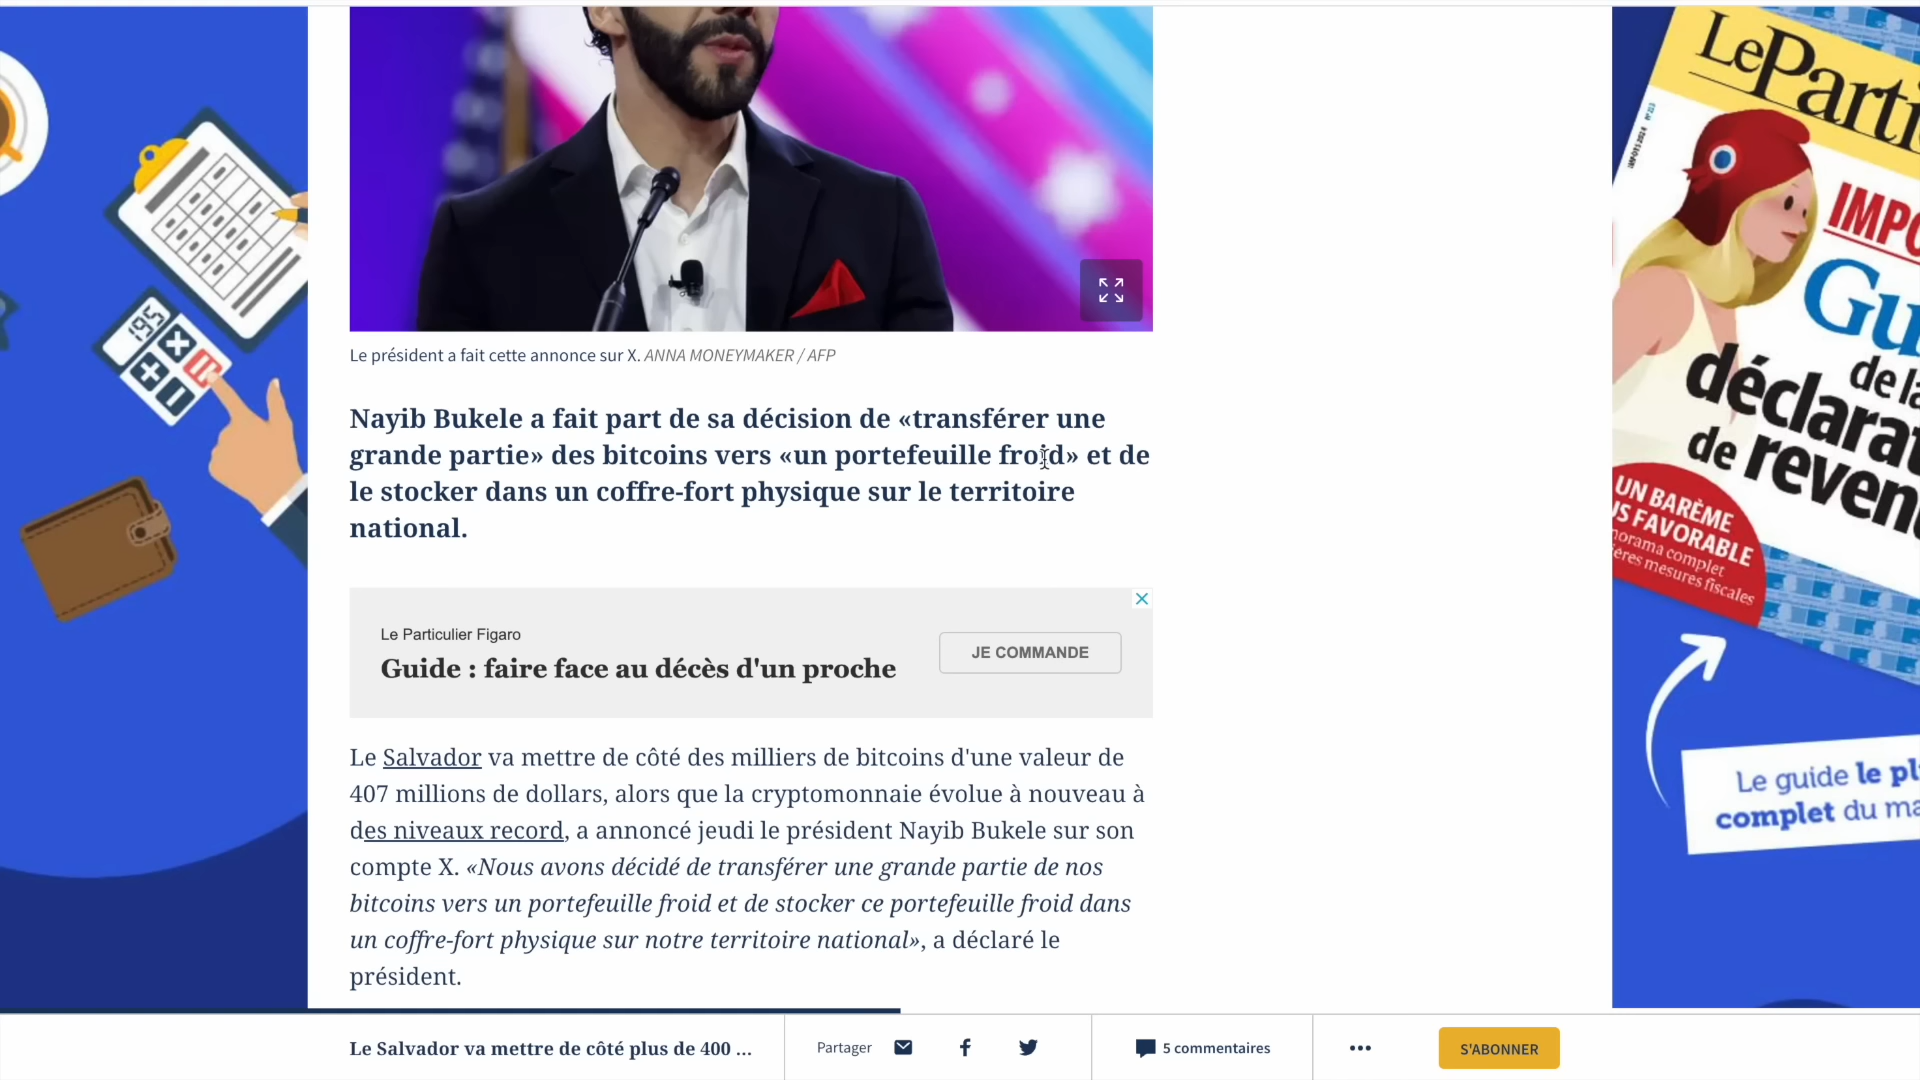 Le président a fait cette annonce sur X. ANNA MONEYMAKER / AFP
Nayib Bukele a fait part de sa décision de «transférer une
grande partie» des bitcoins vers «un portefeuille froid» et de
le stocker dans un coffre-fort physique sur le territoire
national.
Le Particulier Figaro
Guide : faire face au décès d'un proche
JE COMMANDE
Le Salvador va mettre de côté des milliers de bitcoins d'une valeur de
407 millions de dollars, alors que la cryptomonnaie évolue à nouveau à
des niveaux record, a annoncé jeudi le président Nayib Bukele sur son
compte X. «Nous avons décidé de transférer une grande partie de nos
bitcoins vers un portefeuille froid et de stocker ce portefeuille froid dans
un coffre-fort physique sur notre territoire national», a déclaré le
président.
Le Salvador va mettre de côté plus de 400 ...
Partager
5 commentaires
S'ABONNER
195
LeParti
IMPO
Gu
de la
déclarat
de reven
UN BARÈME
US FAVORABLE
norama complet
ières mesures fiscales
Le guide le pl
complet du ma